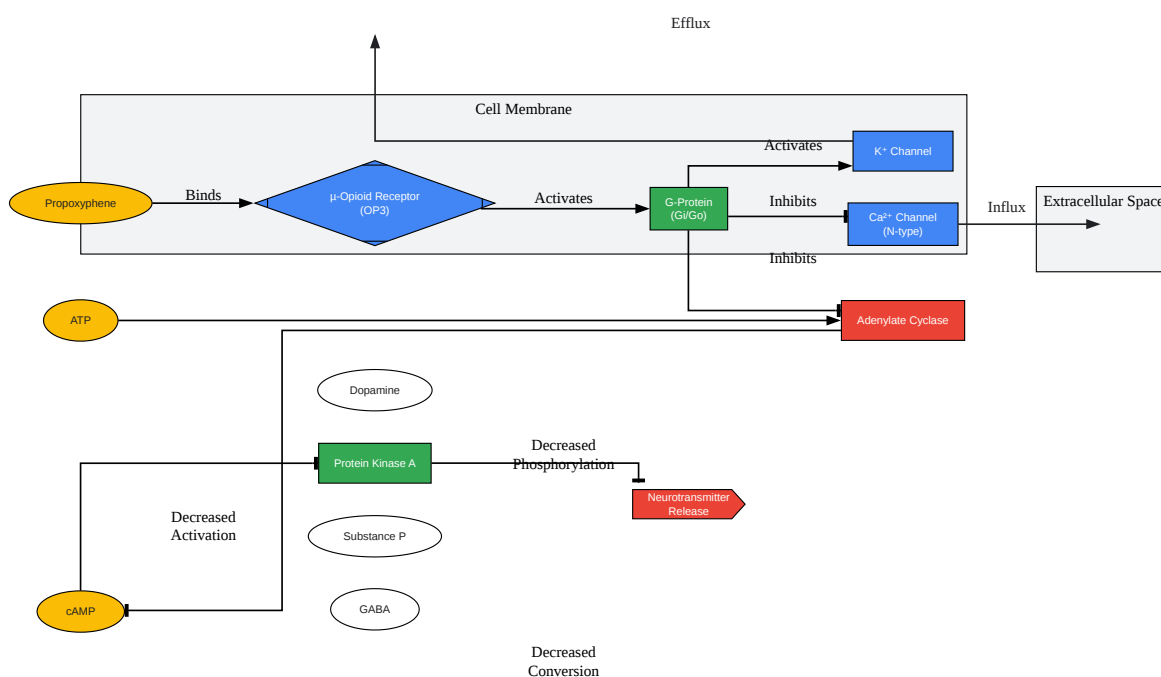 Efflux
Cell Membrane
Activates
K⁺ Channel
Propoxyphene
Binds
µ-Opioid Receptor
(OP3)
Activates
G-Protein
(Gi/Go)
Inhibits
Ca²⁺ Channel
(N-type)
Influx
Extracellular Space
Inhibits
ATP
Adenylate Cyclase
Dopamine
Protein Kinase A
Decreased
Phosphorylation
Neurotransmitter
Release
Decreased
Activation
Substance P
cAMP
GABA
Decreased
Conversion